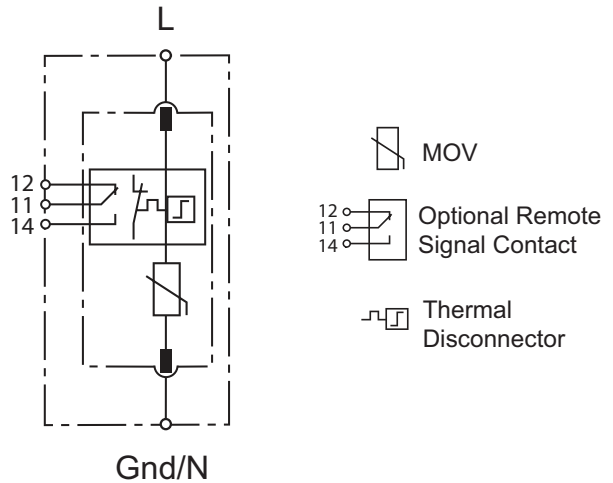 L
12
11
14
Gnd/N
MOV
12
11
14
Optional Remote
Signal Contact
Thermal
Disconnector